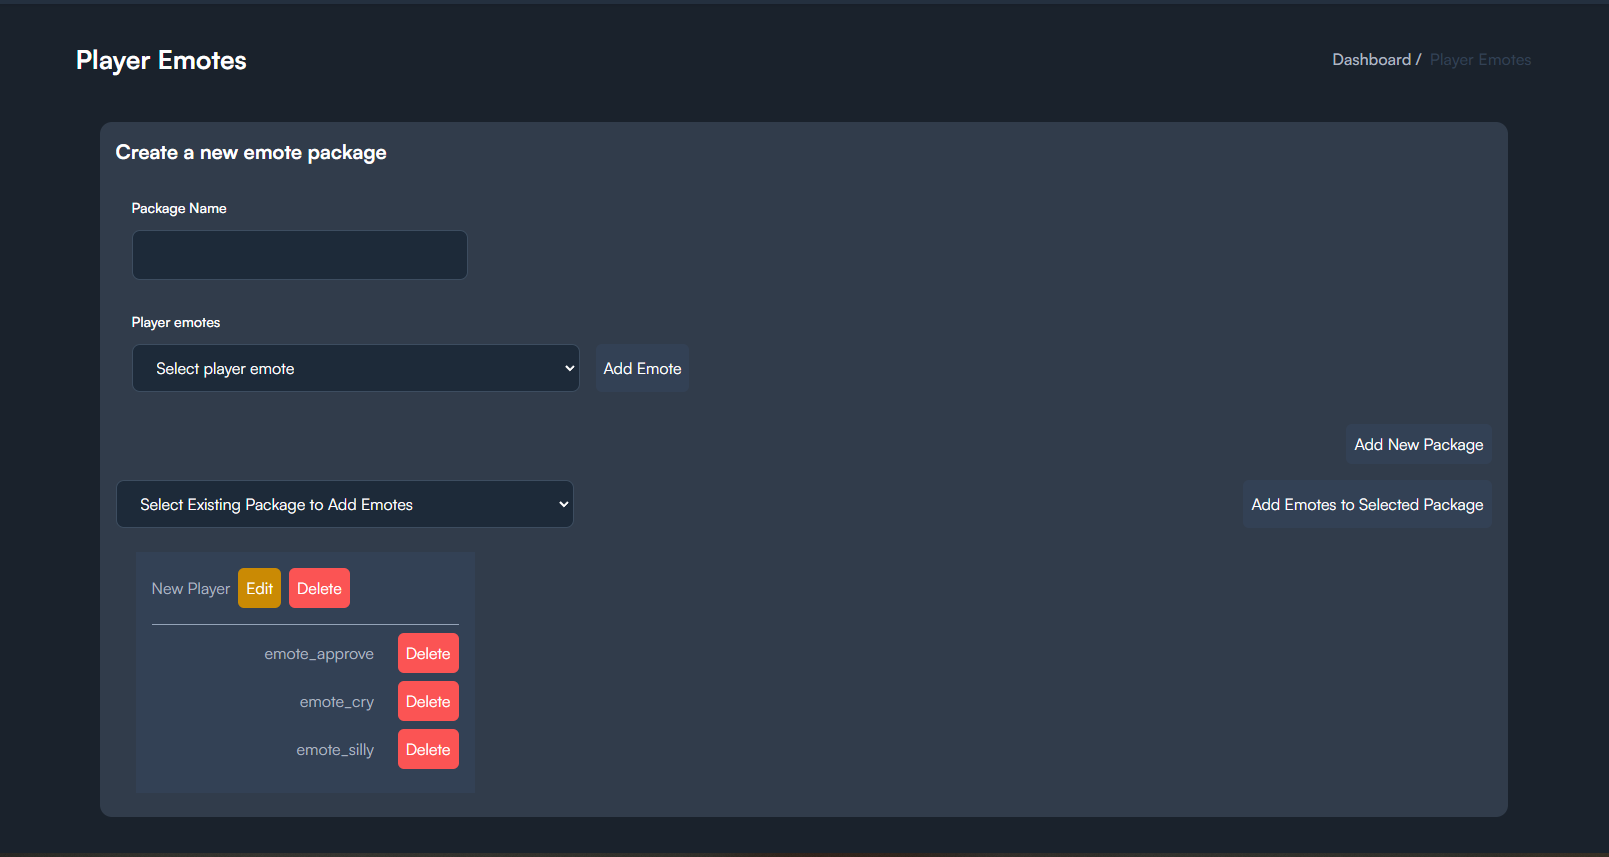 Player Emotes
Dashboard / Player Emotes
Create a new emote package
Package Name
Player emotes
Select player emote
Add Emote
Add New Package
Select Existing Package to Add Emotes
Add Emotes to Selected Package
New Player Edit Delete
emote_approve Delete
emote_cry Delete
emote_silly Delete